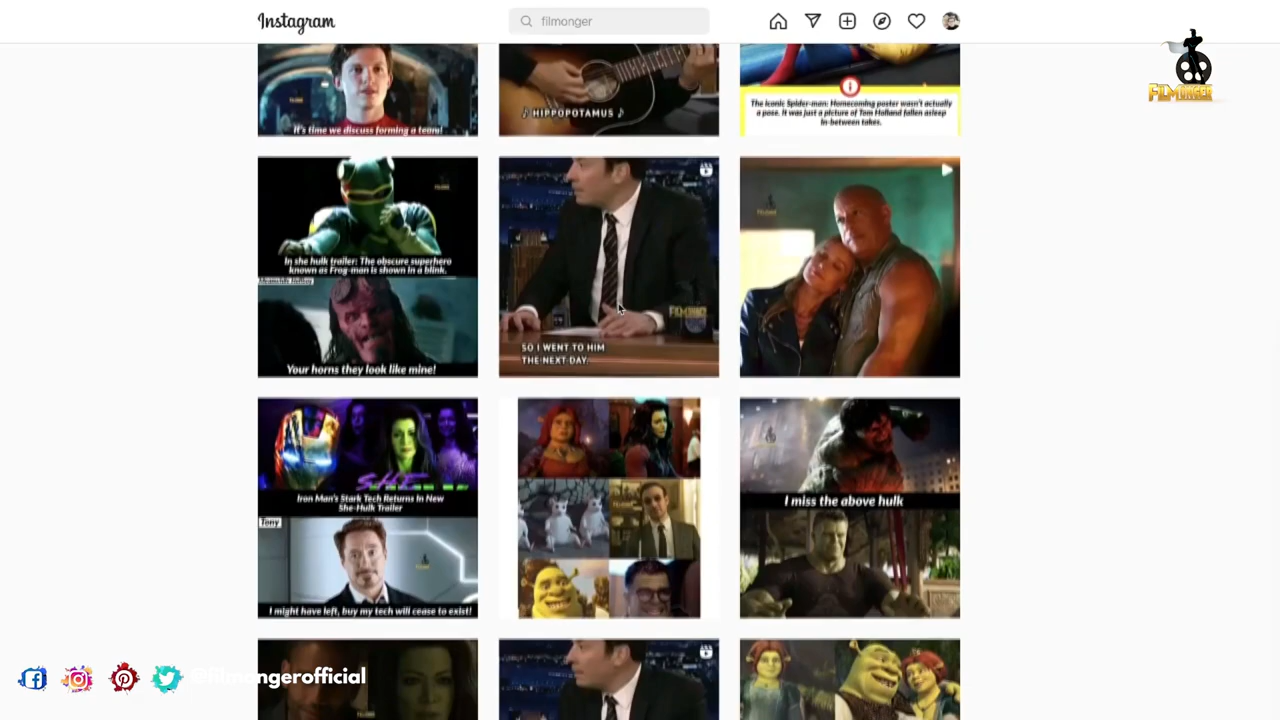 Instagram
filmonger
FILMONGER
It's time we discuss forming a team!
♪ HIPPOPOTAMUS ♪
The iconic Spider-man: Homecoming poster wasn't actually
a pose. It was just a picture of Tom Holland fallen asleep
in-between takes.
In she hulk trailer: The obscure superhero
known as Frog-man is shown in a blink.
Meanwhile Hellboy
Your horns they look like mine!
FILMONGER
SO I WENT TO HIM
THE NEXT DAY.
SHE
Iron Man's Stark Tech Returns In New
She-Hulk Trailer
Tony
I might have left, buy my tech will cease to exist!
I miss the above hulk
@filmongerofficial